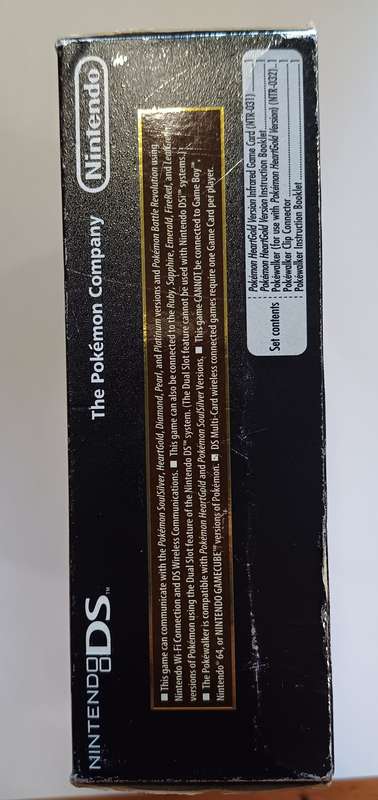 NINTENDODS™
The Pokémon Company
Nintendo®
■ This game can communicate with the Pokémon SoulSilver, HeartGold, Diamond, Pearl, and Platinum versions and Pokémon Battle Revolution using
Nintendo Wi-Fi Connection and DS Wireless Communications. ■ This game can also be connected to the Ruby, Sapphire, Emerald, FireRed, and LeafGreen
versions of Pokémon using the Dual Slot feature of the Nintendo DS™ system. (The Dual Slot feature cannot be used with Nintendo DSi™ systems.)
■ The Pokéwalker is compatible with Pokémon HeartGold and Pokémon SoulSilver Versions. ■ This game CANNOT be connected to Game Boy™,
Nintendo® 64, or NINTENDO GAMECUBE™ versions of Pokémon. ■ DS Multi-Card wireless connected games require one Game Card per player.
Set contents
Pokémon HeartGold Version Infrared Game Card (NTR-031)
Pokémon HeartGold Version Instruction Booklet
Pokéwalker (for use with Pokémon HeartGold Version) (NTR-032)
Pokéwalker Clip Connector
Pokéwalker Instruction Booklet